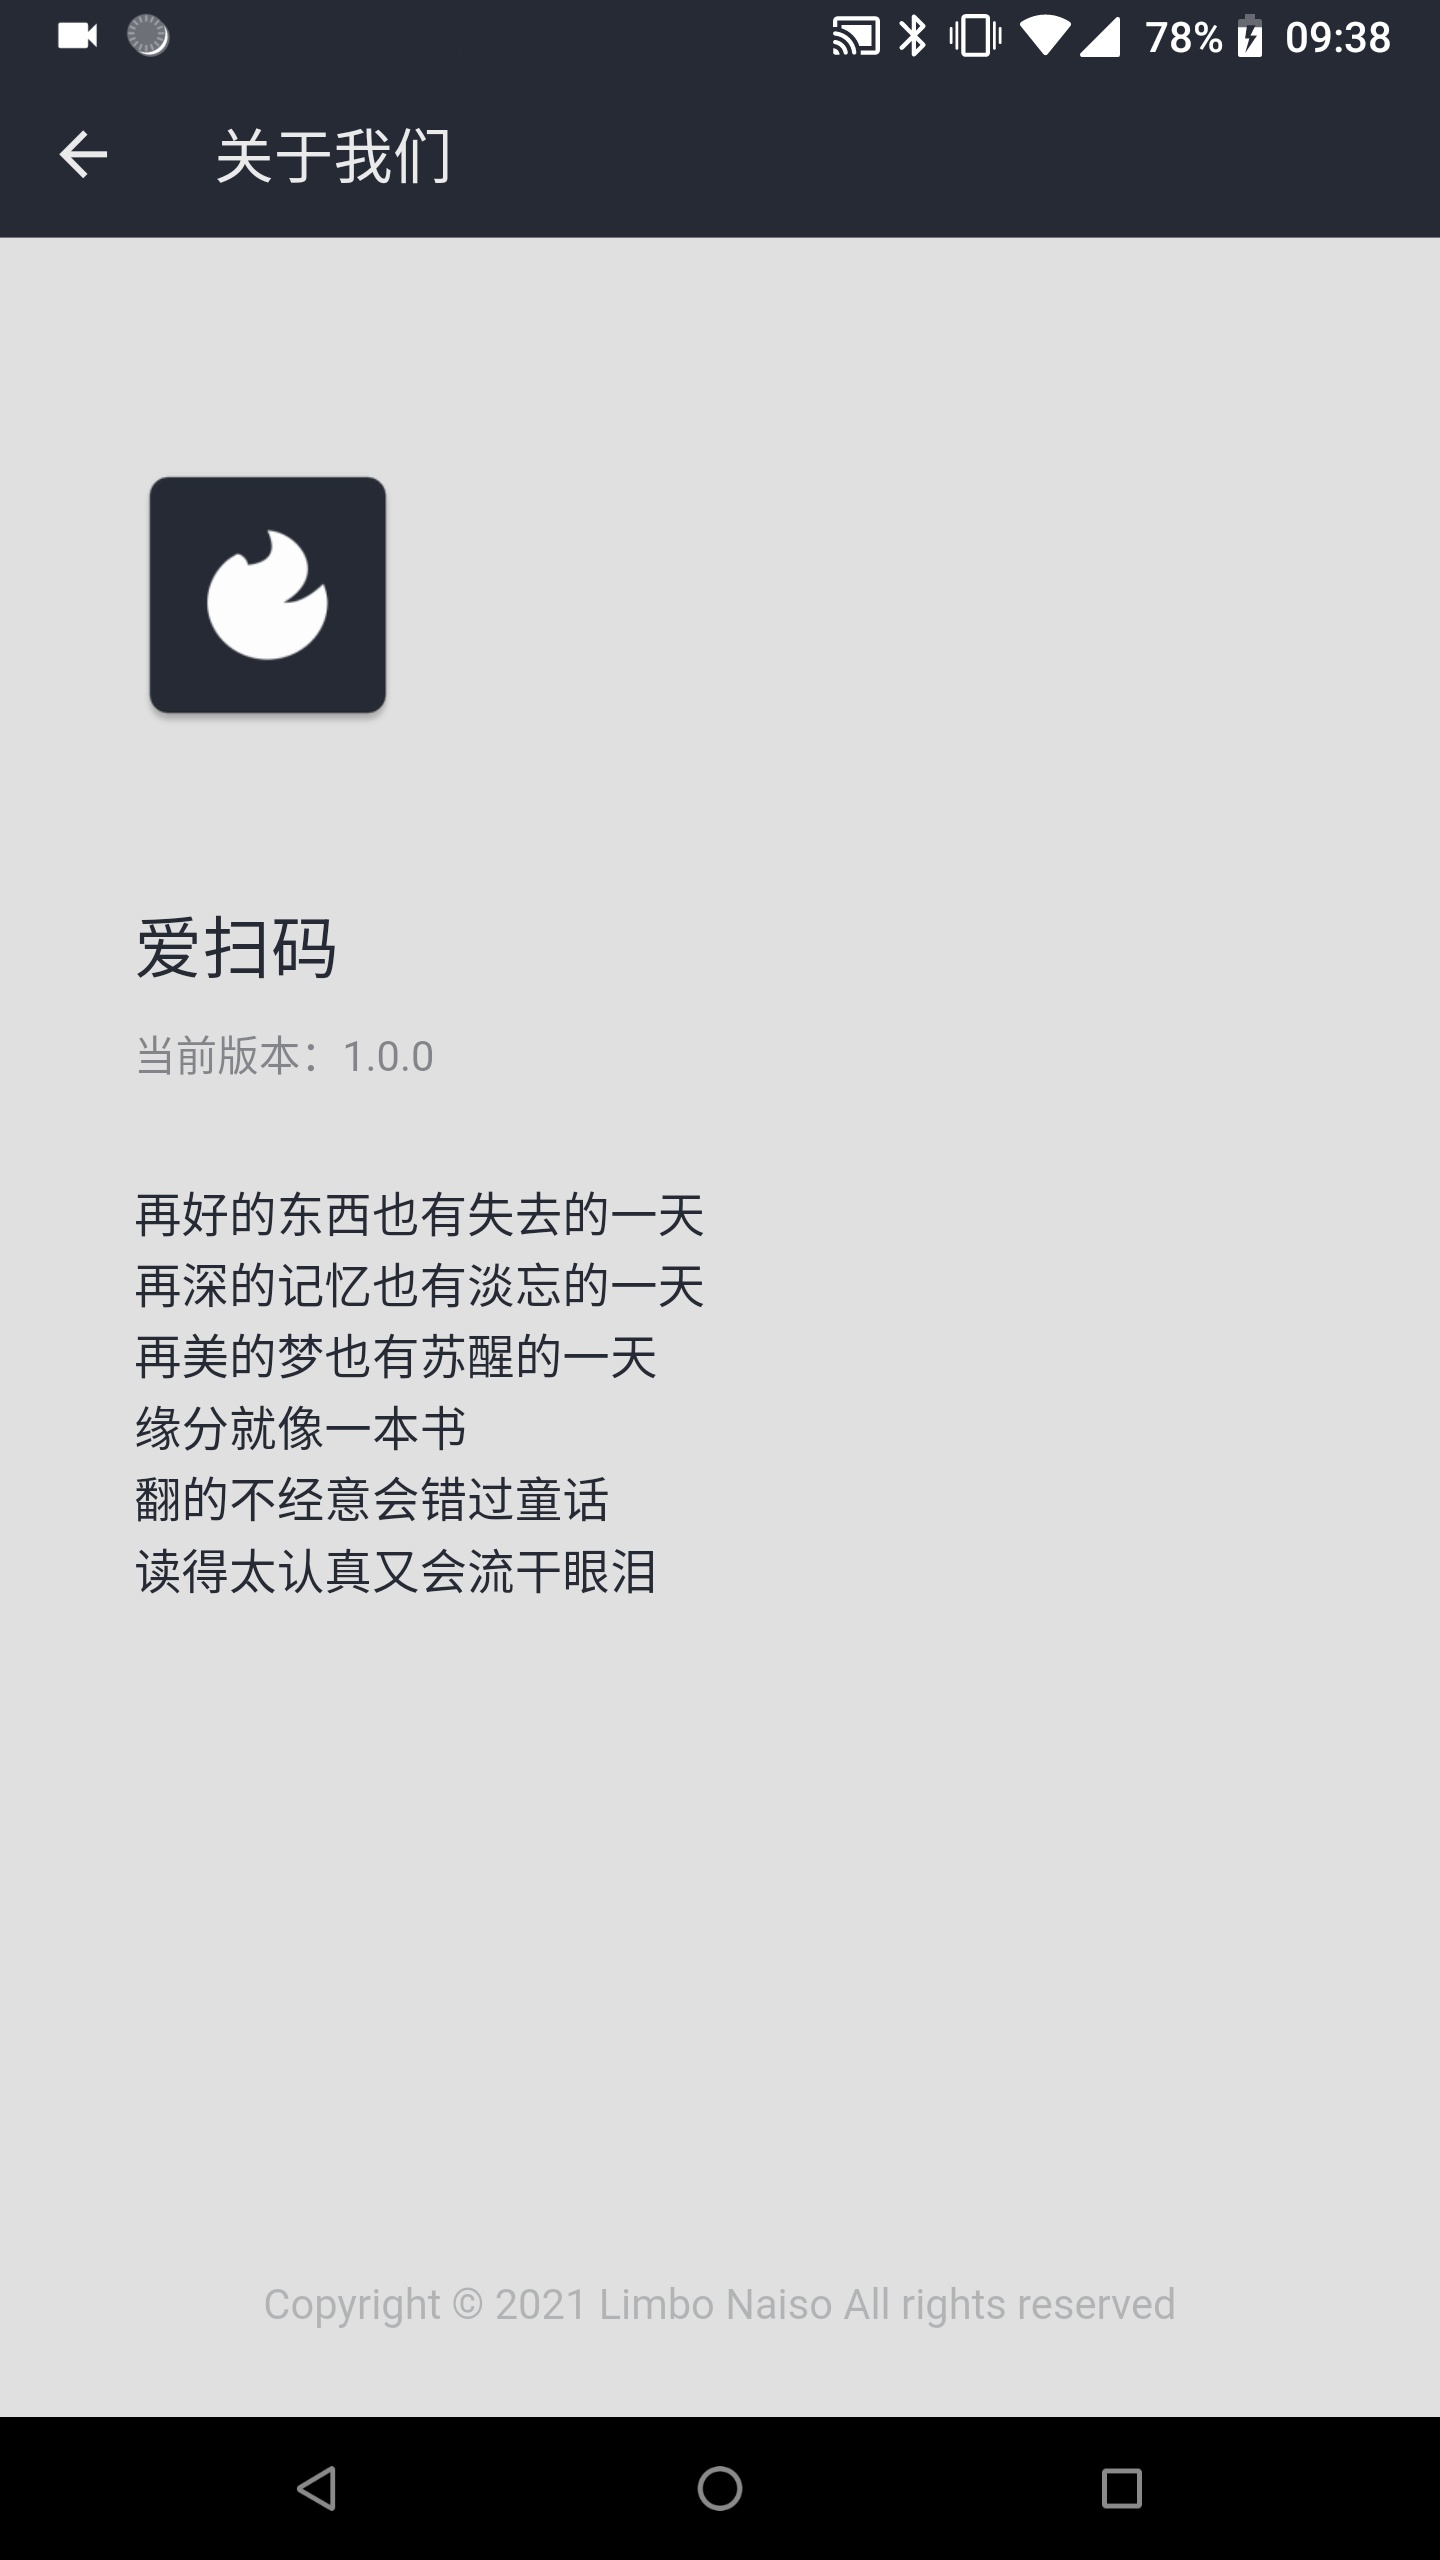 78% 09:38
关于我们
爱扫码
当前版本：1.0.0
再好的东西也有失去的一天
再深的记忆也有淡忘的一天
再美的梦也有苏醒的一天
缘分就像一本书
翻的不经意会错过童话
读得太认真又会流干眼泪
Copyright © 2021 Limbo Naiso All rights reserved